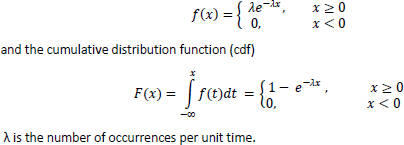 f(x) = { λe^{-λx}, x ≥ 0
0, x < 0
and the cumulative distribution function (cdf)
F(x) = ∫_{-∞}^{x} f(t)dt = { 1 − e^{-λx}, x ≥ 0
0, x < 0
λ is the number of occurrences per unit time.